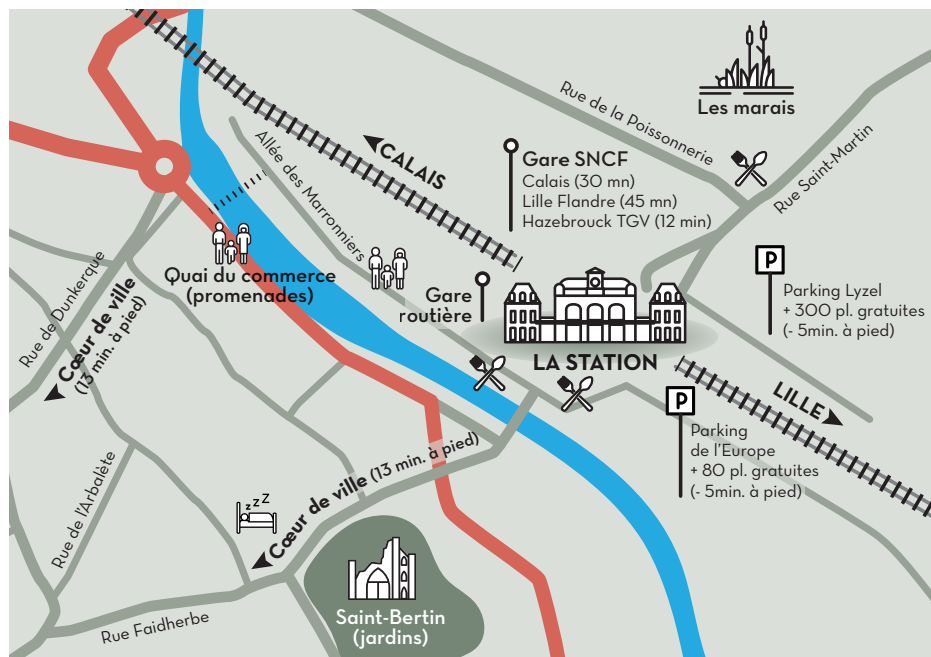 Les marais
Rue de la Poissonnerie
Rue Saint-Martin
Allée des Marronniers
CALAIS
Gare SNCF
Calais (30 mn)
Lille Flandre (45 mn)
Hazebrouck TGV (12 min)
Quai du commerce
(promenades)
Gare
routière
P
Parking Lyzel
+ 300 pl. gratuites
(- 5min. à pied)
Rue de Dunkerque
Cœur de ville
(13 min. à pied)
LA STATION
LILLE
P
Parking
de l'Europe
+ 80 pl. gratuites
(- 5min. à pied)
Rue de l'Arbalète
zzZ
Cœur de ville (13 min. à pied)
Saint-Bertin
(jardins)
Rue Faidherbe